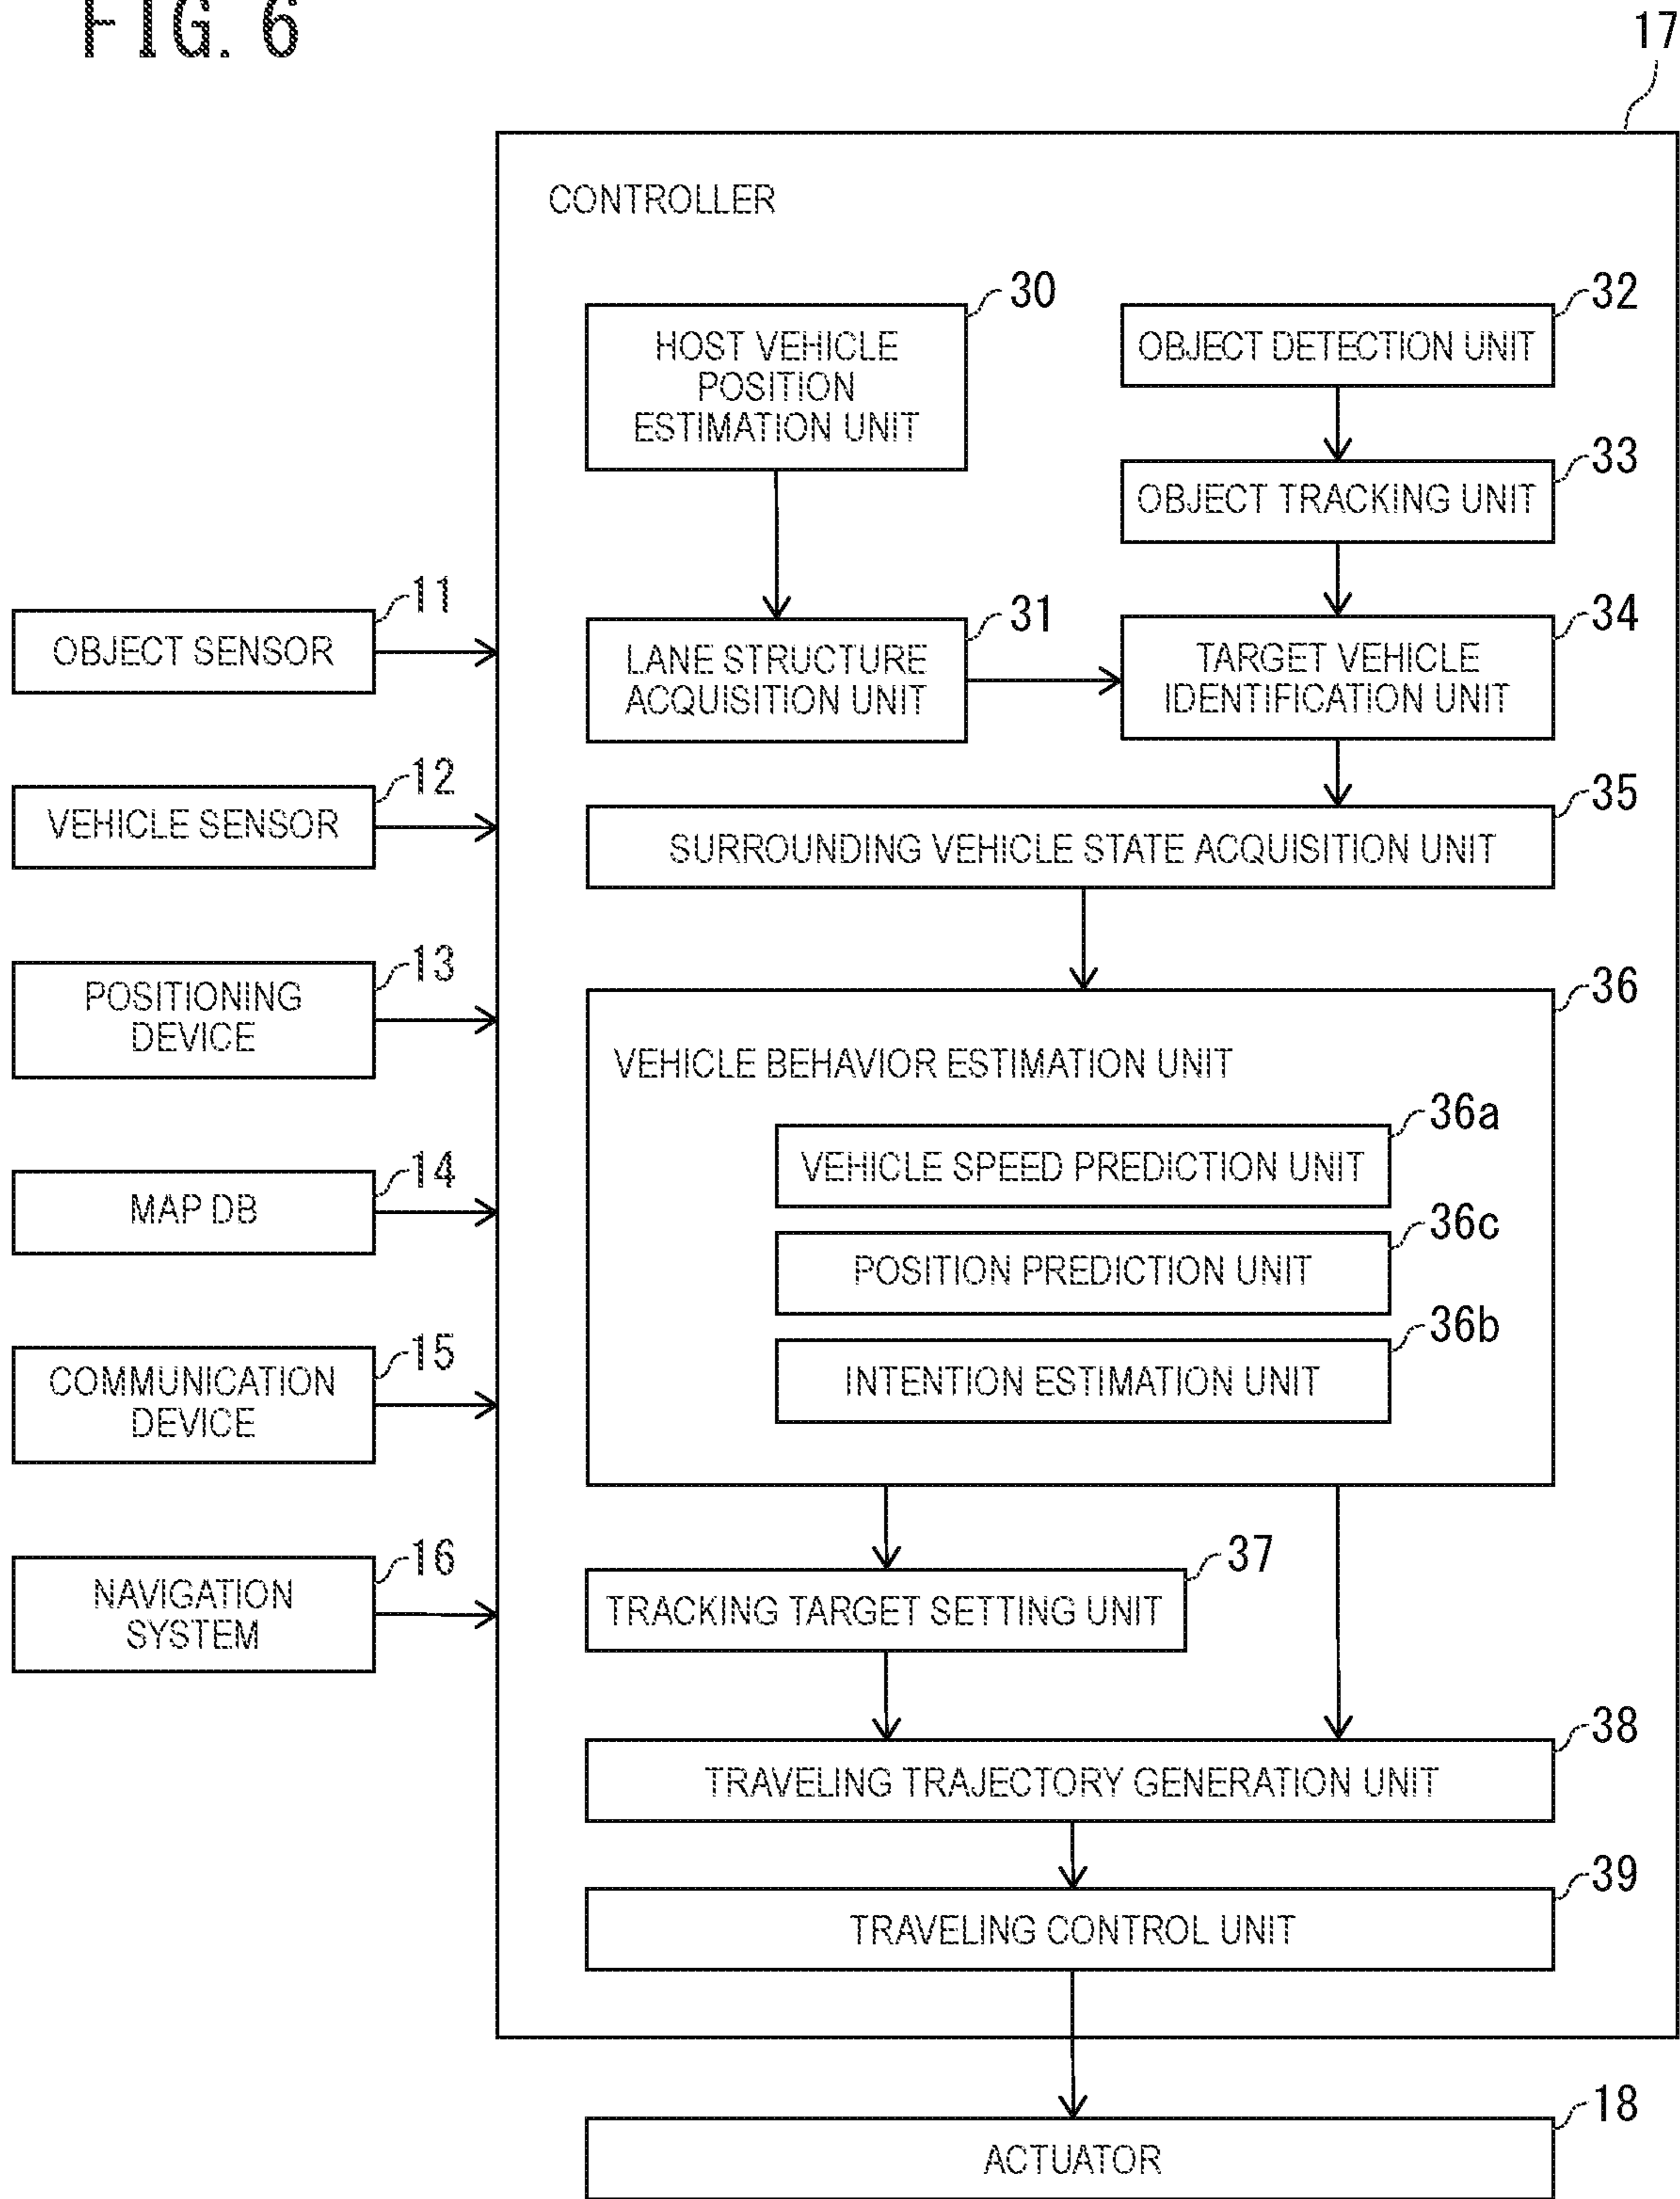 FIG. 6
17
CONTROLLER
30
HOST VEHICLE
POSITION
ESTIMATION UNIT
32
OBJECT DETECTION UNIT
33
OBJECT TRACKING UNIT
11
OBJECT SENSOR
31
LANE STRUCTURE
ACQUISITION UNIT
34
TARGET VEHICLE
IDENTIFICATION UNIT
12
VEHICLE SENSOR
35
SURROUNDING VEHICLE STATE ACQUISITION UNIT
13
POSITIONING
DEVICE
36
VEHICLE BEHAVIOR ESTIMATION UNIT
36a
VEHICLE SPEED PREDICTION UNIT
14
MAP DB
36c
POSITION PREDICTION UNIT
15
COMMUNICATION
DEVICE
36b
INTENTION ESTIMATION UNIT
16
NAVIGATION
SYSTEM
37
TRACKING TARGET SETTING UNIT
38
TRAVELING TRAJECTORY GENERATION UNIT
39
TRAVELING CONTROL UNIT
18
ACTUATOR